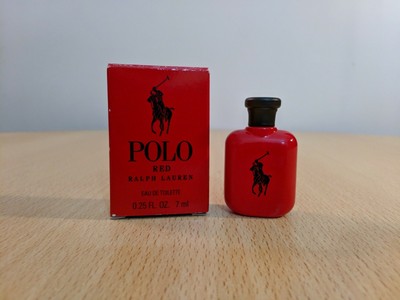 POLO
RED
RALPH LAUREN
EAU DE TOILETTE
0.25 FL. OZ. 7 ml